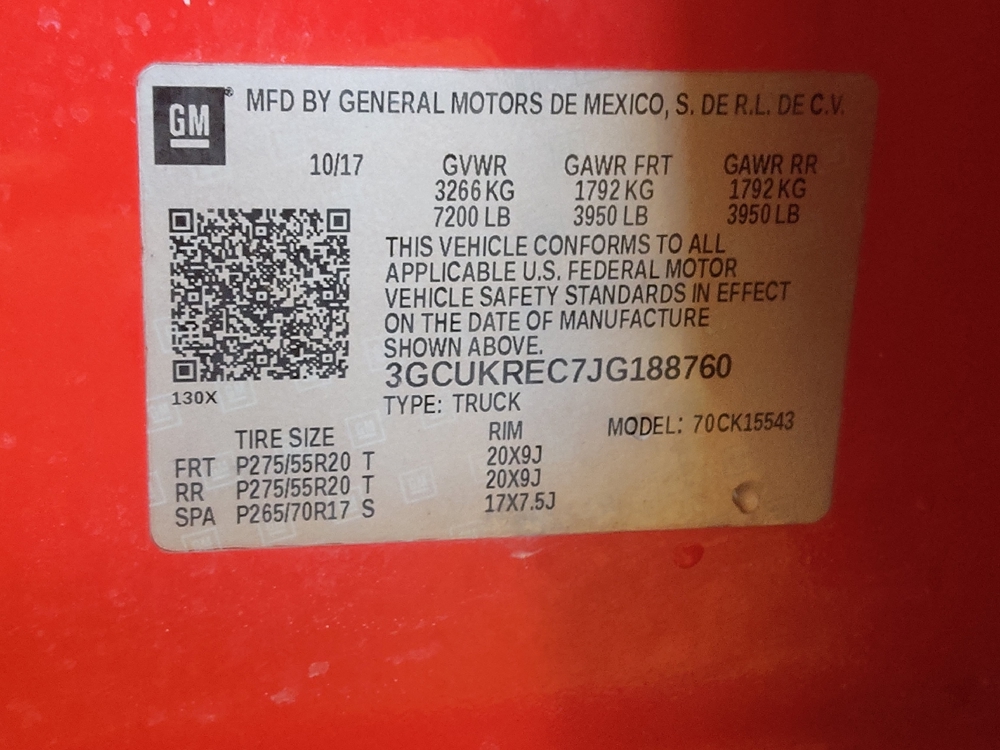 GM® MFD BY GENERAL MOTORS DE MEXICO, S. DE R.L. DE C.V.
10/17 GVWR GAWR FRT GAWR RR
3266 KG 1792 KG 1792 KG
7200 LB 3950 LB 3950 LB
THIS VEHICLE CONFORMS TO ALL
APPLICABLE U.S. FEDERAL MOTOR
VEHICLE SAFETY STANDARDS IN EFFECT
ON THE DATE OF MANUFACTURE
SHOWN ABOVE.
3GCUKREC7JG188760
130X
TYPE: TRUCK
MODEL: 70CK15543
TIRE SIZE RIM
FRT P275/55R20 T 20X9J
RR P275/55R20 T 20X9J
SPA P265/70R17 S 17X7.5J